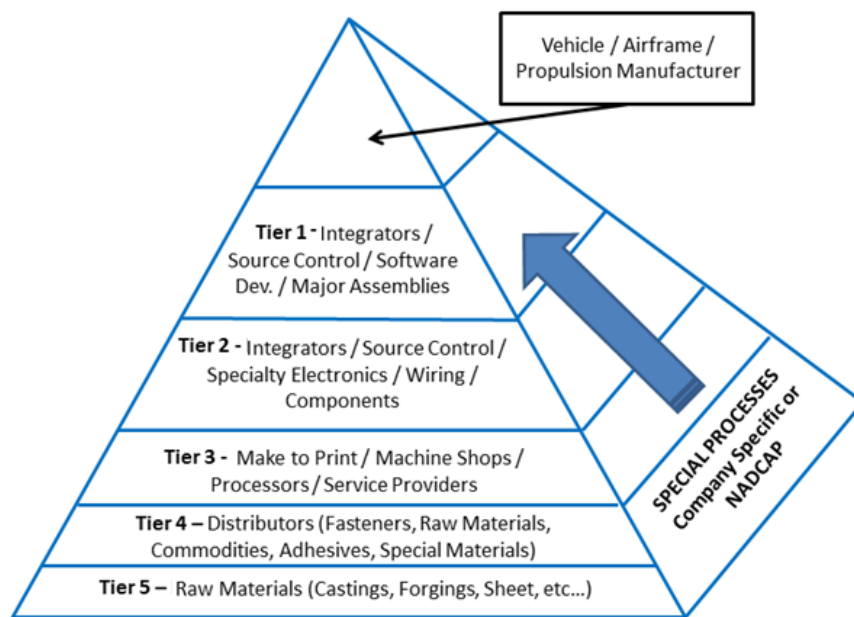 Vehicle / Airframe /
Propulsion Manufacturer
Tier 1 - Integrators /
Source Control / Software
Dev. / Major Assemblies
Tier 2 - Integrators / Source Control /
Specialty Electronics / Wiring /
Components
Tier 3 - Make to Print / Machine Shops /
Processors / Service Providers
Tier 4 – Distributors (Fasteners, Raw Materials,
Commodities, Adhesives, Special Materials)
Tier 5 – Raw Materials (Castings, Forgings, Sheet, etc...)
SPECIAL PROCESSES
Company Specific or
NADCAP